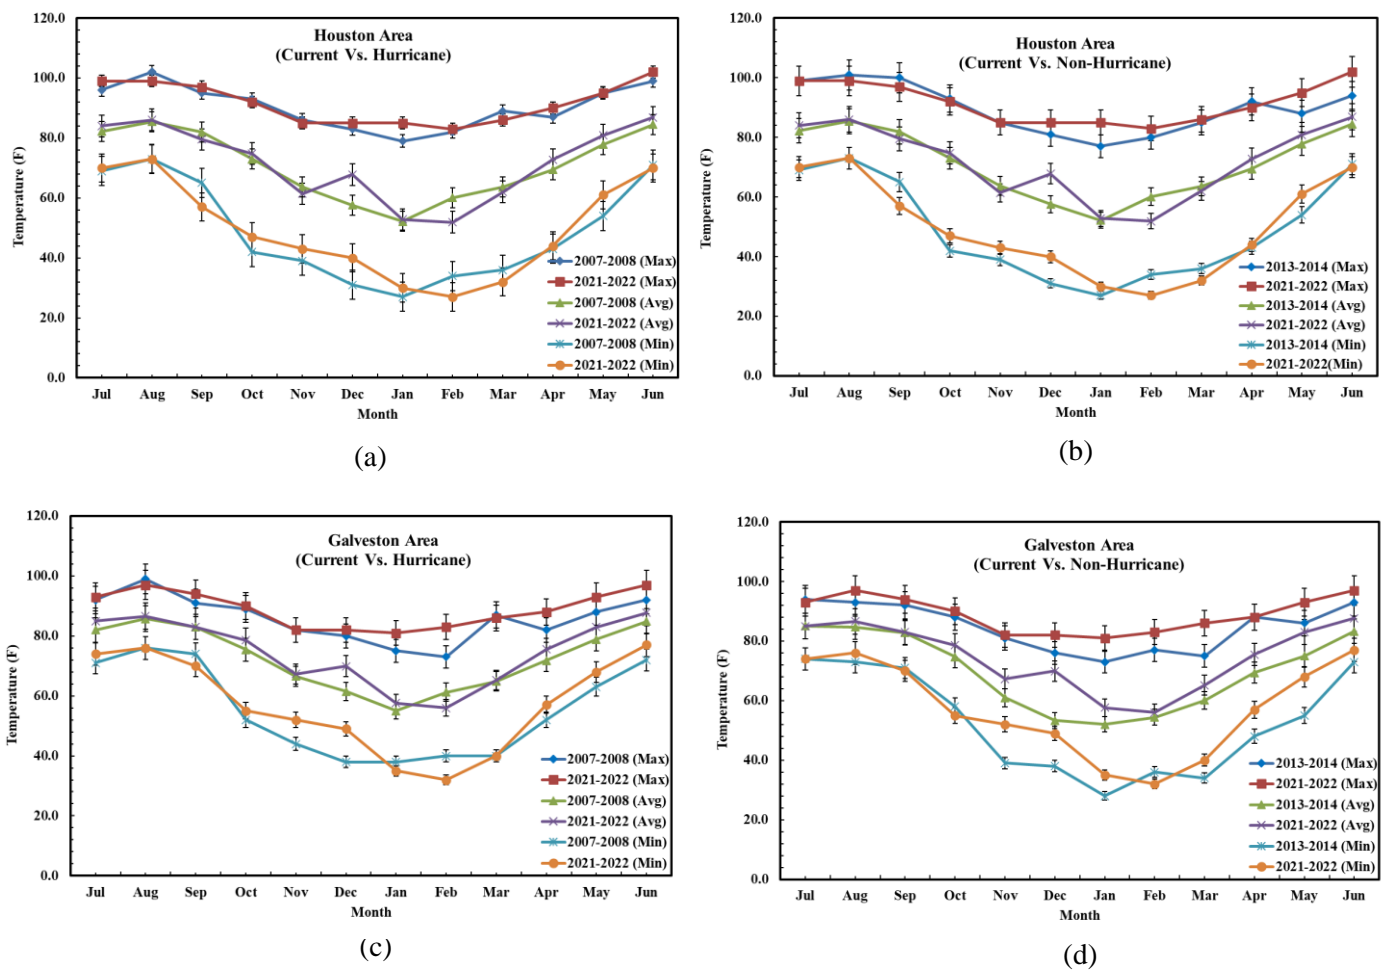 Houston Area
(Current Vs. Hurricane)
Temperature (F)
120.0
100.0
80.0
60.0
40.0
20.0
0.0
2007-2008 (Max)
2021-2022 (Max)
2007-2008 (Avg)
2021-2022 (Avg)
2007-2008 (Min)
2021-2022 (Min)
Jul Aug Sep Oct Nov Dec Jan Feb Mar Apr May Jun
Month
(a)
Houston Area
(Current Vs. Non-Hurricane)
Temperature (F)
120.0
100.0
80.0
60.0
40.0
20.0
0.0
2013-2014 (Max)
2021-2022 (Max)
2013-2014 (Avg)
2021-2022 (Avg)
2013-2014 (Min)
2021-2022(Min)
Jul Aug Sep Oct Nov Dec Jan Feb Mar Apr May Jun
Month
(b)
Galveston Area
(Current Vs. Hurricane)
Temperature (F)
120.0
100.0
80.0
60.0
40.0
20.0
0.0
2007-2008 (Max)
2021-2022 (Max)
2007-2008 (Avg)
2021-2022 (Avg)
2007-2008 (Min)
2021-2022 (Min)
Jul Aug Sep Oct Nov Dec Jan Feb Mar Apr May Jun
Month
(c)
Galveston Area
(Current Vs. Non-Hurricane)
Temperature (F)
120.0
100.0
80.0
60.0
40.0
20.0
0.0
2013-2014 (Max)
2021-2022 (Max)
2013-2014 (Avg)
2021-2022 (Avg)
2013-2014 (Min)
2021-2022 (Min)
Jul Aug Sep Oct Nov Dec Jan Feb Mar Apr May Jun
Month
(d)